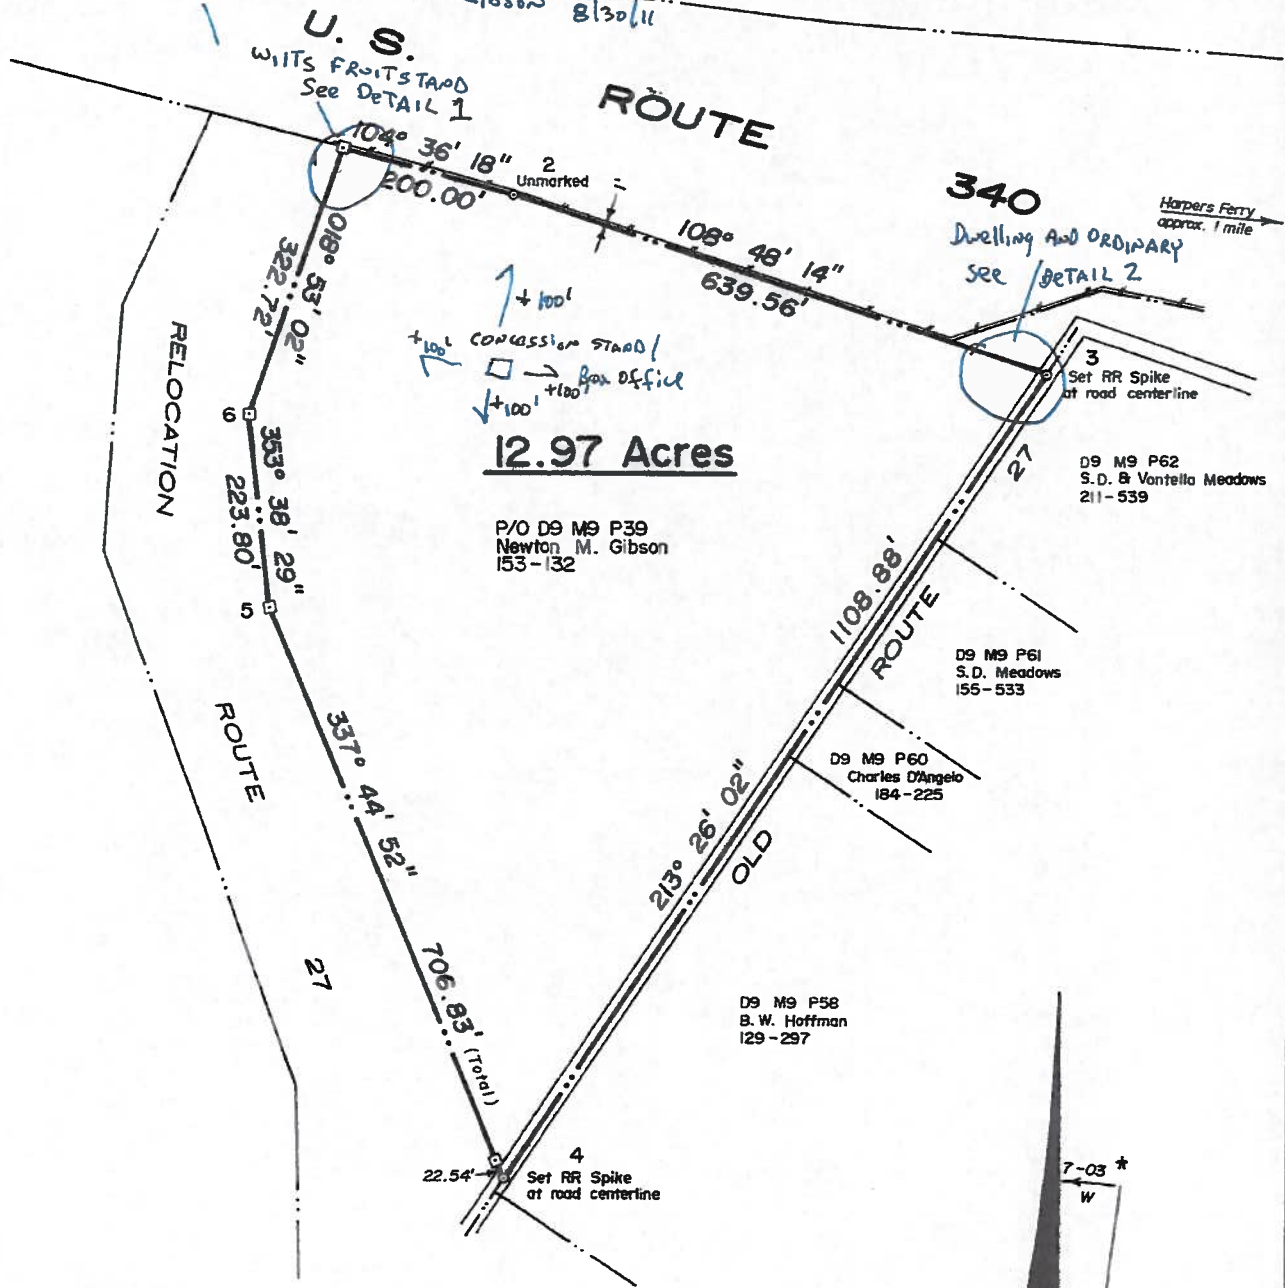 8/30/11
U. S.
WIITS FRUITSTAND
See DETAIL 1
ROUTE
340
Harpers Ferry
approx. 1 mile
104° 36' 18"
200.00'
2
Unmarked
108° 48' 14"
639.56'
Dwelling AND ORDINARY
See DETAIL 2
3
Set RR Spike
at road centerline
018° 53' 02"
322.72'
+100'
+100' CONCESSION STAND/
Box Office
+100'
+100'
RELOCATION
6
353° 38' 29"
223.80'
5
12.97 Acres
P/O D9 M9 P39
Newton M. Gibson
153-132
27
D9 M9 P62
S.D. & Vontella Meadows
211-539
1108.88'
ROUTE
D9 M9 P61
S.D. Meadows
155-533
D9 M9 P60
Charles D'Angelo
184-225
213° 26' 02"
OLD
ROUTE
337° 44' 52"
706.83' (Total)
27
D9 M9 P58
B.W. Hoffman
129-297
22.54'
4
Set RR Spike
at road centerline
7-03 *
W